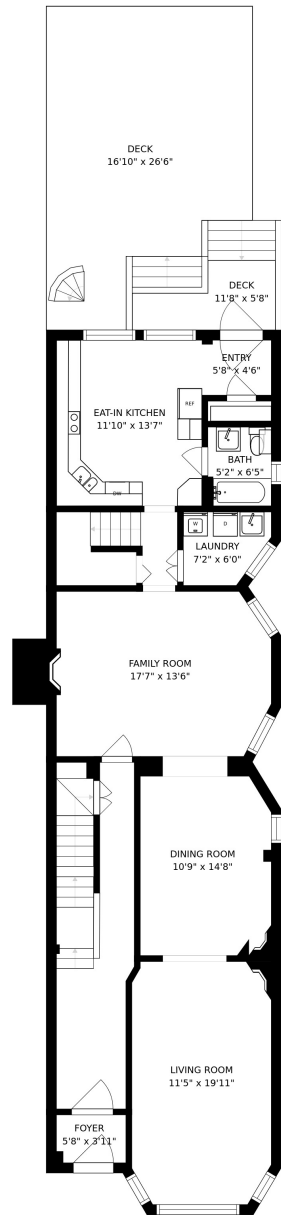 DECK
16'10" x 26'6"
DECK
11'8" x 5'8"
ENTRY
5'8" x 4'6"
EAT-IN KITCHEN
11'10" x 13'7"
REF
BATH
5'2" x 6'5"
DW
W
D
LAUNDRY
7'2" x 6'0"
FAMILY ROOM
17'7" x 13'6"
DINING ROOM
10'9" x 14'8"
LIVING ROOM
11'5" x 19'11"
FOYER
5'8" x 3'11"